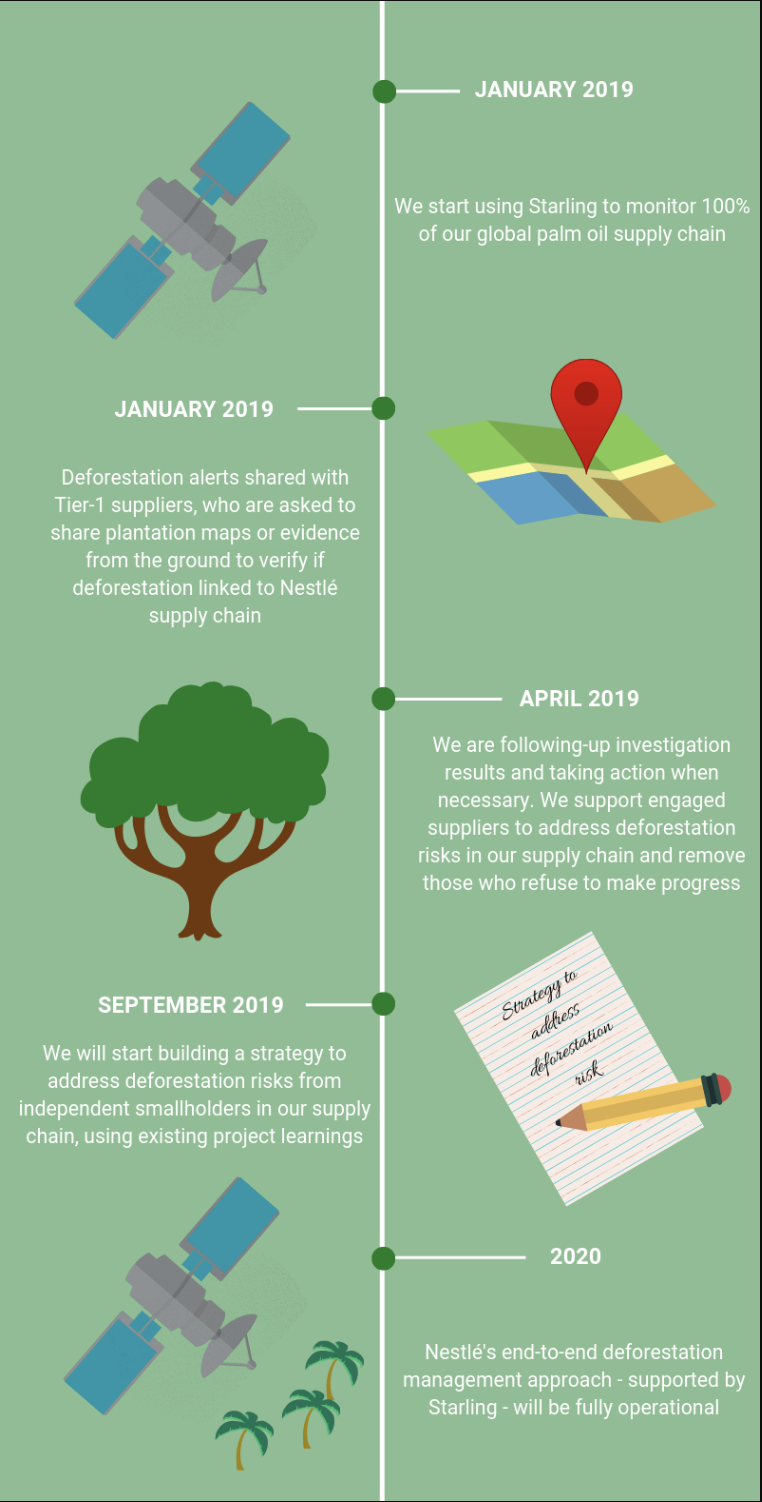 JANUARY 2019
We start using Starling to monitor 100%
of our global palm oil supply chain
JANUARY 2019
Deforestation alerts shared with
Tier-1 suppliers, who are asked to
share plantation maps or evidence
from the ground to verify if
deforestation linked to Nestlé
supply chain
APRIL 2019
We are following-up investigation
results and taking action when
necessary. We support engaged
suppliers to address deforestation
risks in our supply chain and remove
those who refuse to make progress
SEPTEMBER 2019
We will start building a strategy to
address deforestation risks from
independent smallholders in our supply
chain, using existing project learnings
Strategy to
address
deforestation
risk
2020
Nestlé's end-to-end deforestation
management approach - supported by
Starling - will be fully operational